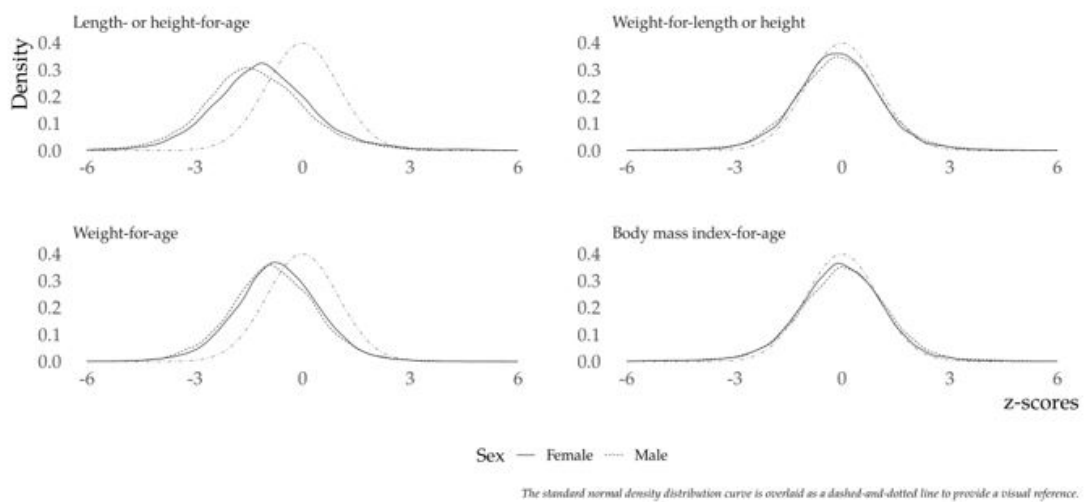 Length- or height-for-age
Weight-for-length or height
Density
0.4
0.3
0.2
0.1
0.0
-6 -3 0 3 6
0.4
0.3
0.2
0.1
0.0
-6 -3 0 3 6
Weight-for-age
Body mass index-for-age
0.4
0.3
0.2
0.1
0.0
-6 -3 0 3 6
0.4
0.3
0.2
0.1
0.0
-6 -3 0 3 6
z-scores
Sex Female Male
The standard normal density distribution curve is overlaid as a dashed-and-dotted line to provide a visual reference.